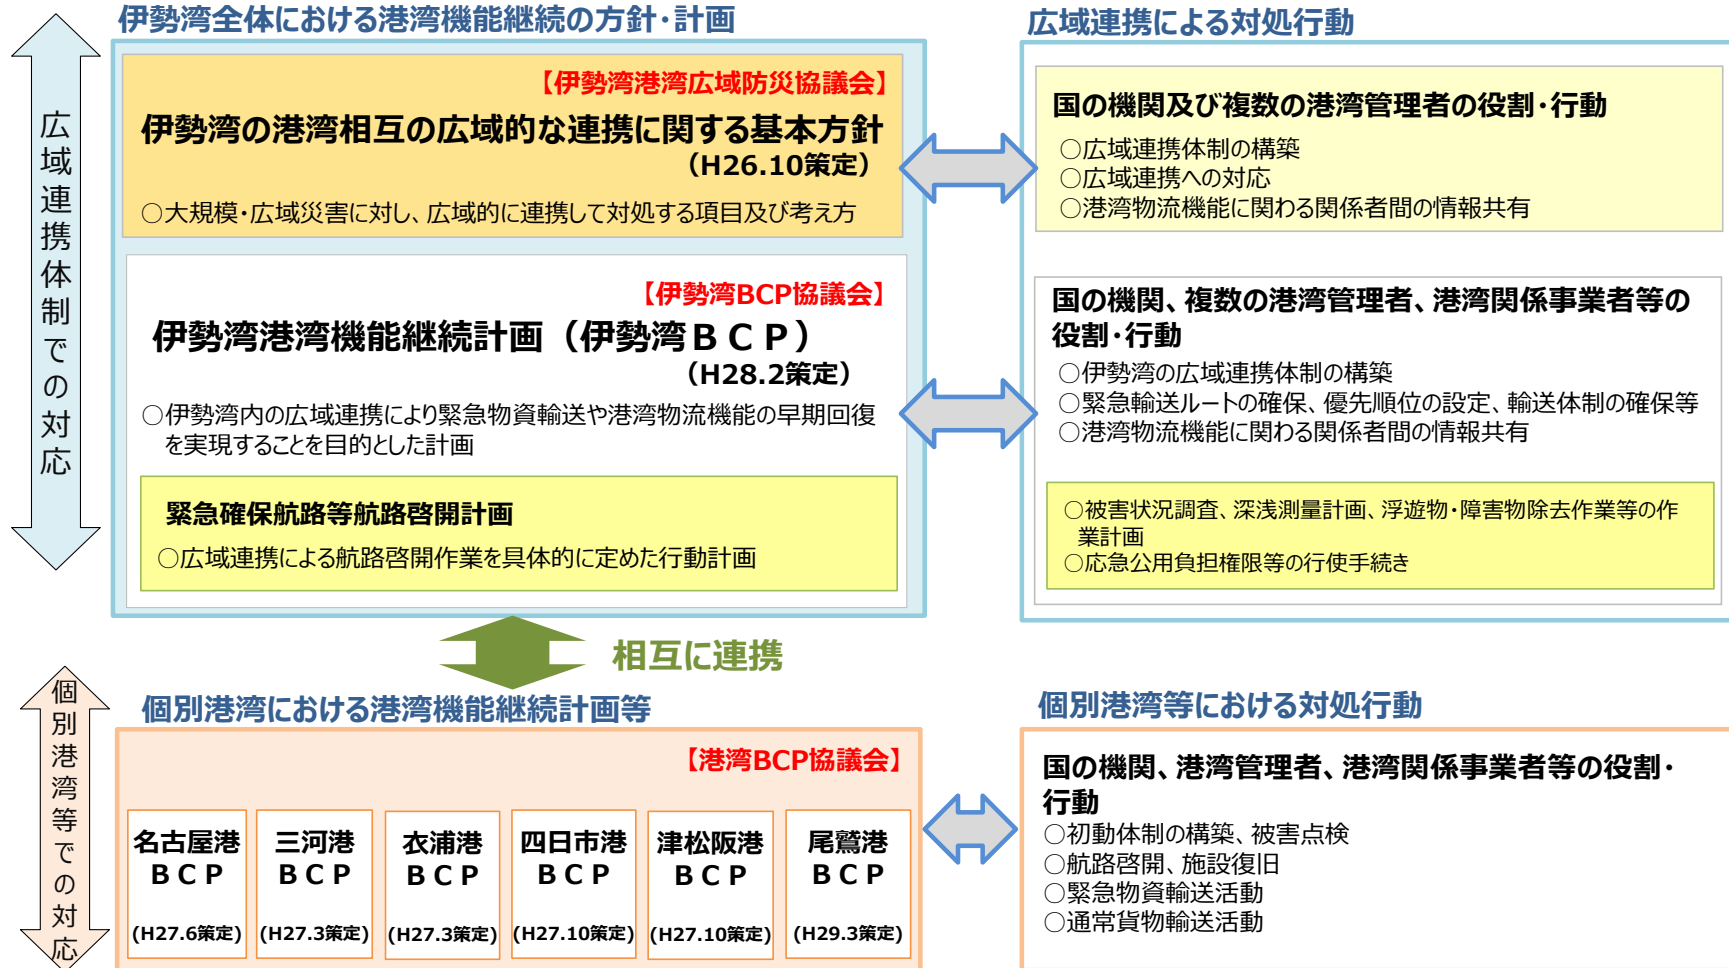 伊勢湾全体における港湾機能継続の方針・計画
広域連携体制での対応
【伊勢湾港湾広域防災協議会】
伊勢湾の港湾相互の広域的な連携に関する基本方針
（H26.10策定）
○大規模・広域災害に対し、広域的に連携して対処する項目及び考え方
【伊勢湾BCP協議会】
伊勢湾港湾機能継続計画（伊勢湾ＢＣＰ）
（H28.2策定）
○伊勢湾内の広域連携により緊急物資輸送や港湾物流機能の早期回復
を実現することを目的とした計画
緊急確保航路等航路啓開計画
○広域連携による航路啓開作業を具体的に定めた行動計画
広域連携による対処行動
国の機関及び複数の港湾管理者の役割・行動
○広域連携体制の構築
○広域連携への対応
○港湾物流機能に関わる関係者間の情報共有
国の機関、複数の港湾管理者、港湾関係事業者等の
役割・行動
○伊勢湾の広域連携体制の構築
○緊急輸送ルートの確保、優先順位の設定、輸送体制の確保等
○港湾物流機能に関わる関係者間の情報共有
○被害状況調査、深浅測量計画、浮遊物・障害物除去作業等の作
業計画
○応急公用負担権限等の行使手続き
相互に連携
個別港湾等での対応
個別港湾における港湾機能継続計画等
【港湾BCP協議会】
名古屋港
ＢＣＰ
(H27.6策定)
三河港
ＢＣＰ
(H27.3策定)
衣浦港
ＢＣＰ
(H27.3策定)
四日市港
ＢＣＰ
(H27.10策定)
津松阪港
ＢＣＰ
(H27.10策定)
尾鷲港
ＢＣＰ
(H29.3策定)
個別港湾等における対処行動
国の機関、港湾管理者、港湾関係事業者等の役割・
行動
○初動体制の構築、被害点検
○航路啓開、施設復旧
○緊急物資輸送活動
○通常貨物輸送活動